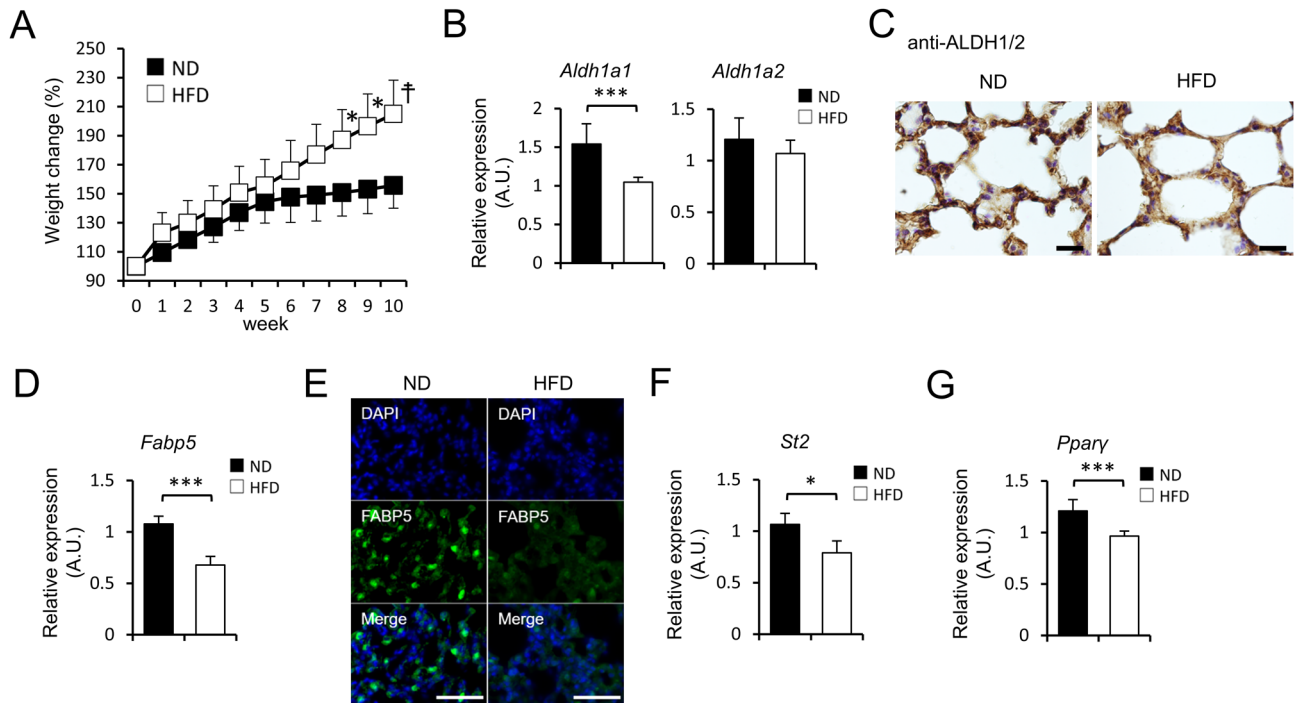 A
Weight change (%)
250
230
210
190
170
150
130
110
90
ND
HFD
*
*
☨
0 1 2 3 4 5 6 7 8 9 10
week
B
Relative expression
(A.U.)
Aldh1a1
***
2
1.5
1
0.5
0
Aldh1a2
ND
HFD
1.5
1
0.5
0
C
anti-ALDH1/2
ND HFD
D
Relative expression
(A.U.)
Fabp5
ND
HFD
***
1.5
1
0.5
0
E
ND HFD
DAPI DAPI
FABP5 FABP5
Merge Merge
F
Relative expression
(A.U.)
St2
ND
HFD
*
1.5
1
0.5
0
G
Relative expression
(A.U.)
Pparγ
ND
HFD
***
1.5
1
0.5
0